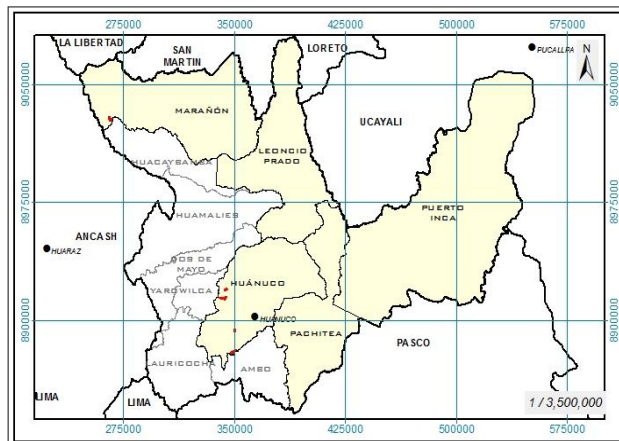 275000 350000 425000 500000 575000
LA LIBERTAD
SAN
MARTIN
LORETO
PUCALLPA
N
9050000
9050000
MARAÑÓN
UCAYALI
LEONCIO
PRADO
HUACAYBAMBA
8975000
8975000
HUAMALIES
PUERTO
INCA
ANCASH
HUARAZ
DOS DE
MAYO
HUÁNUCO
YAROWILCA
HUÁNUCO
8900000
8900000
PACHITEA
PASCO
LAURICOCHA
AMBO
LIMA
LIMA
1 / 3,500,000
275000 350000 425000 500000 575000